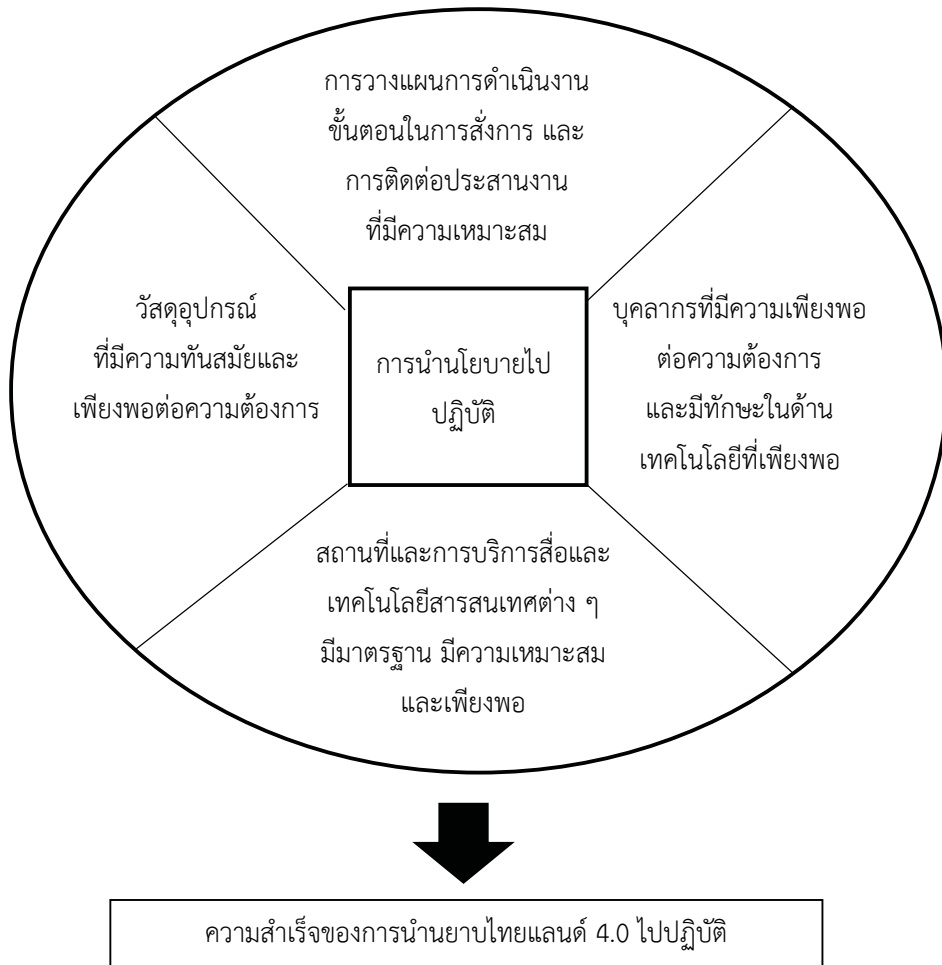 การวางแผนการดำเนินงาน
ขั้นตอนในการสั่งการ และ
การติดต่อประสานงาน
ที่มีความเหมาะสม
วัสดุอุปกรณ์
ที่มีความทันสมัยและ
เพียงพอต่อความต้องการ
การนำนโยบายไป
ปฏิบัติ
บุคลากรที่มีความเพียงพอ
ต่อความต้องการ
และมีทักษะในด้าน
เทคโนโลยีที่เพียงพอ
สถานที่และการบริการสื่อและ
เทคโนโลยีสารสนเทศต่าง ๆ
มีมาตรฐาน มีความเหมาะสม
และเพียงพอ
ความสำเร็จของการนำนยาบไทยแลนด์ 4.0 ไปปฏิบัติ